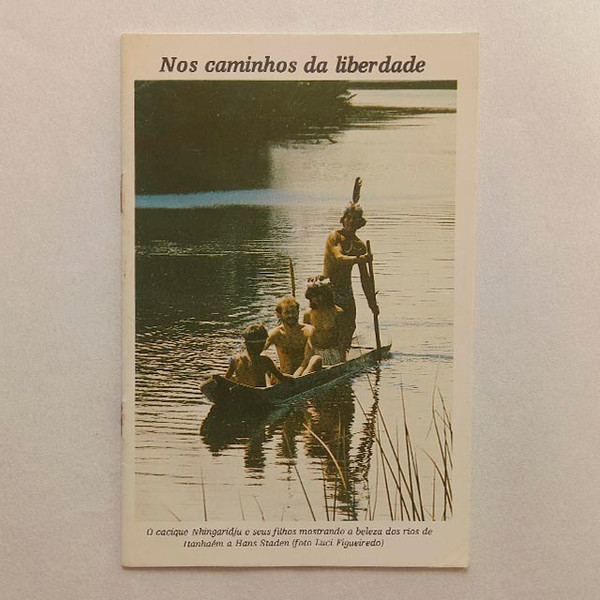 Nos caminhos da liberdade
O cacique Nhingaridju e seus filhos mostrando a beleza dos rios de
Itanhaém a Hans Staden (foto Luci Figueiredo)